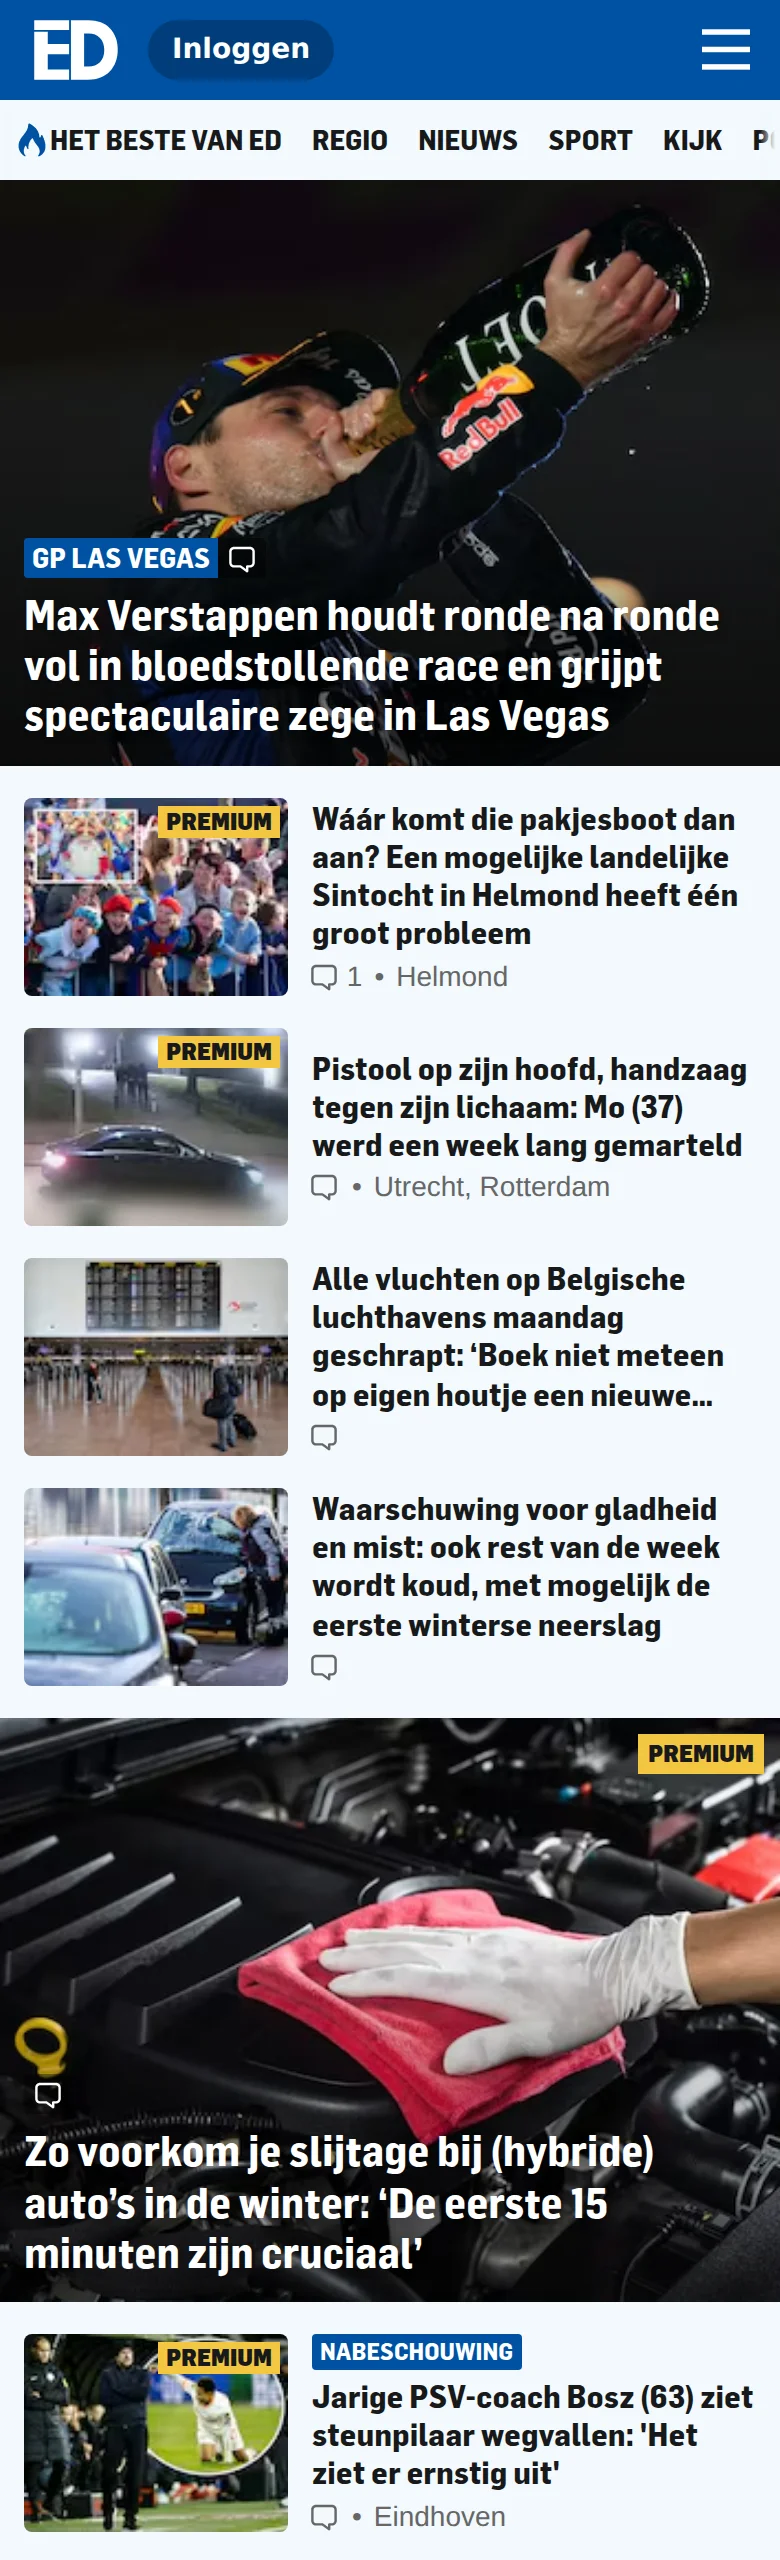 ED
Inloggen
HET BESTE VAN ED REGIO NIEUWS SPORT KIJK
MOET
Red Bull
GP LAS VEGAS
Max Verstappen houdt ronde na ronde
vol in bloedstollende race en grijpt
spectaculaire zege in Las Vegas
PREMIUM
Wáár komt die pakjesboot dan
aan? Een mogelijke landelijke
Sintocht in Helmond heeft één
groot probleem
1 • Helmond
PREMIUM
Pistool op zijn hoofd, handzaag
tegen zijn lichaam: Mo (37)
werd een week lang gemarteld
• Utrecht, Rotterdam
Alle vluchten op Belgische
luchthavens maandag
geschrapt: ‘Boek niet meteen
op eigen houtje een nieuwe...
Waarschuwing voor gladheid
en mist: ook rest van de week
wordt koud, met mogelijk de
eerste winterse neerslag
PREMIUM
Zo voorkom je slijtage bij (hybride)
auto’s in de winter: ‘De eerste 15
minuten zijn cruciaal’
PREMIUM
NABESCHOUWING
Jarige PSV-coach Bosz (63) ziet
steunpilaar wegvallen: 'Het
ziet er ernstig uit'
• Eindhoven